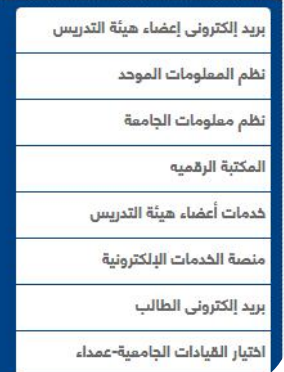 بريد إلكترونى إعضاء هيئة التدريس
نظم المعلومات الموحد
نظم معلومات الجامعة
المكتبة الرقميه
خدمات أعضاء هيئة التدريس
منصة الخدمات الإلكترونية
بريد إلكترونى الطالب
اختيار القيادات الجامعية-عمداء